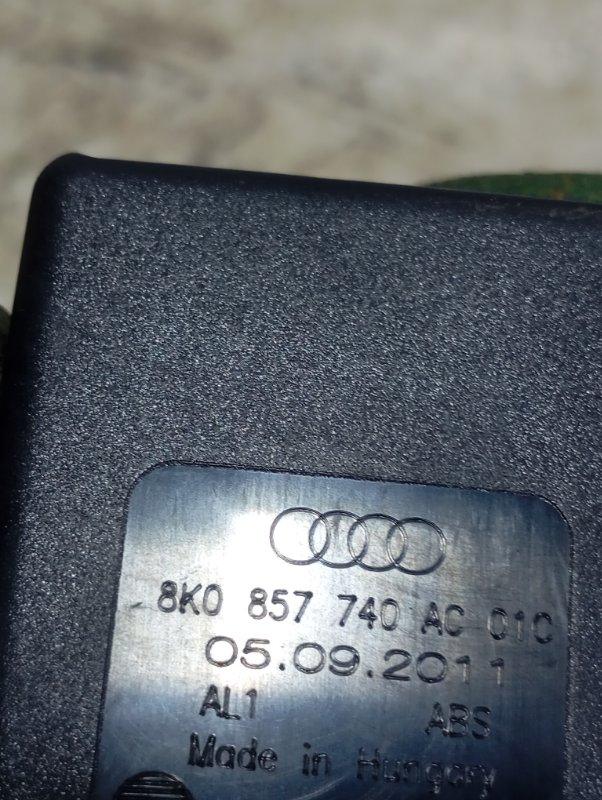 8K0 857 740 AC 01C
05.09.2011
AL1 ABS
Made in Hungary